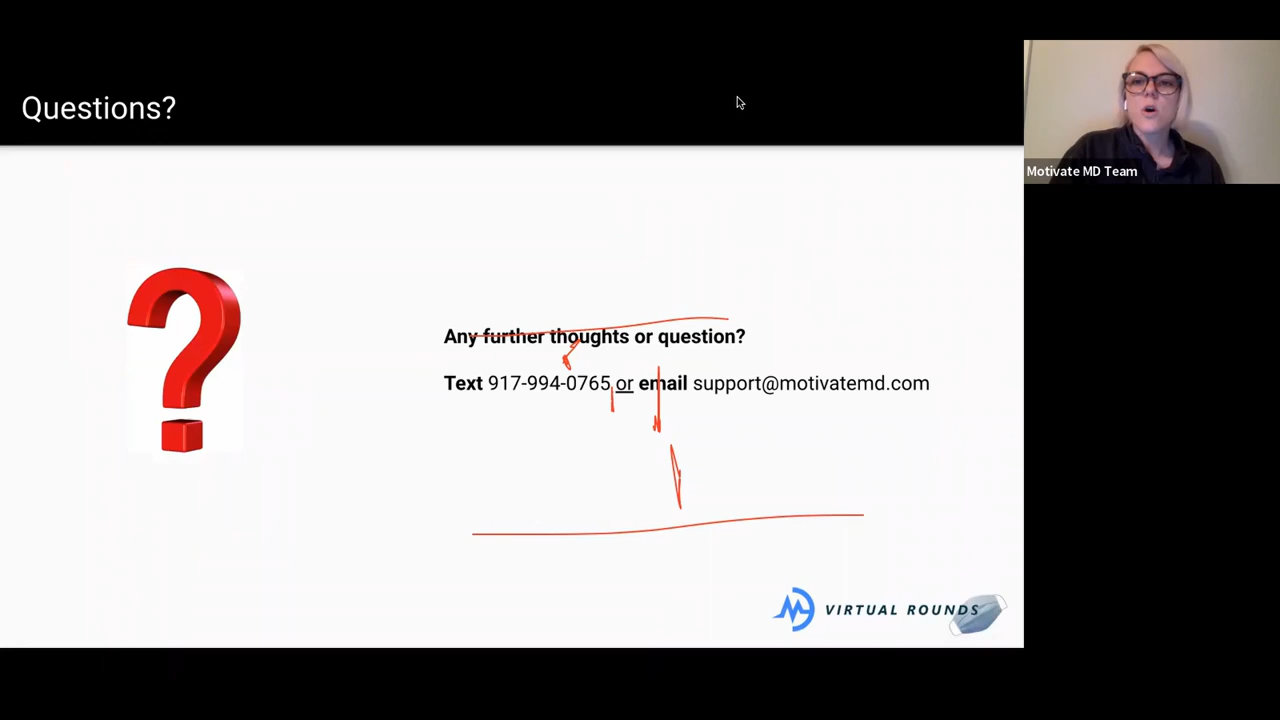 Questions?
Motivate MD Team
Any further thoughts or question?
Text 917-994-0765 or email support@motivatemd.com
VIRTUAL ROUNDS